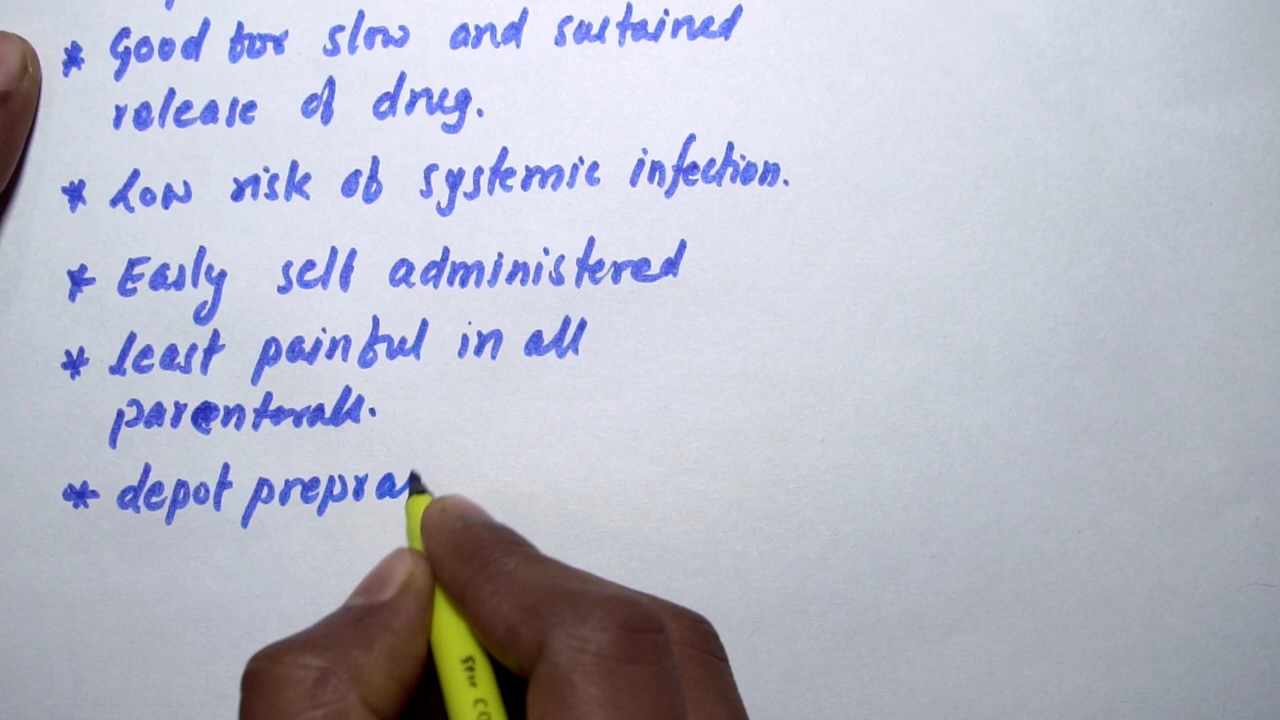 * Good for slow and sustained
release of drug.
* Low risk of systemic infection.
* Easly self administered
* least painful in all
parenterals.
* depot prepra